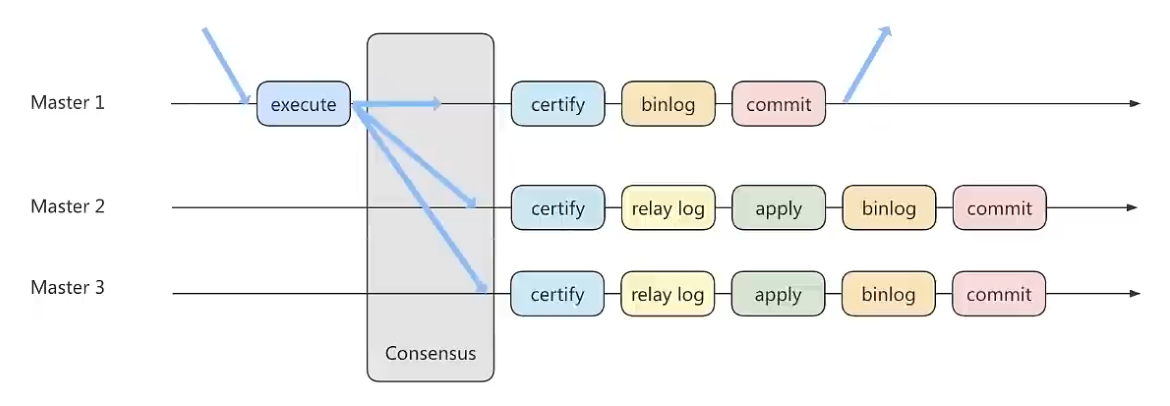 Master 1 execute certify binlog commit
Master 2 certify relay log apply binlog commit
Master 3 certify relay log apply binlog commit
Consensus